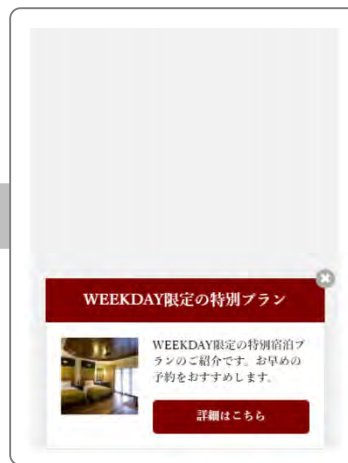 WEEKDAY限定の特別プラン
WEEKDAY限定の特別宿泊プ
ランのご紹介です。お早めの
予約をおすすめします。
詳細はこちら